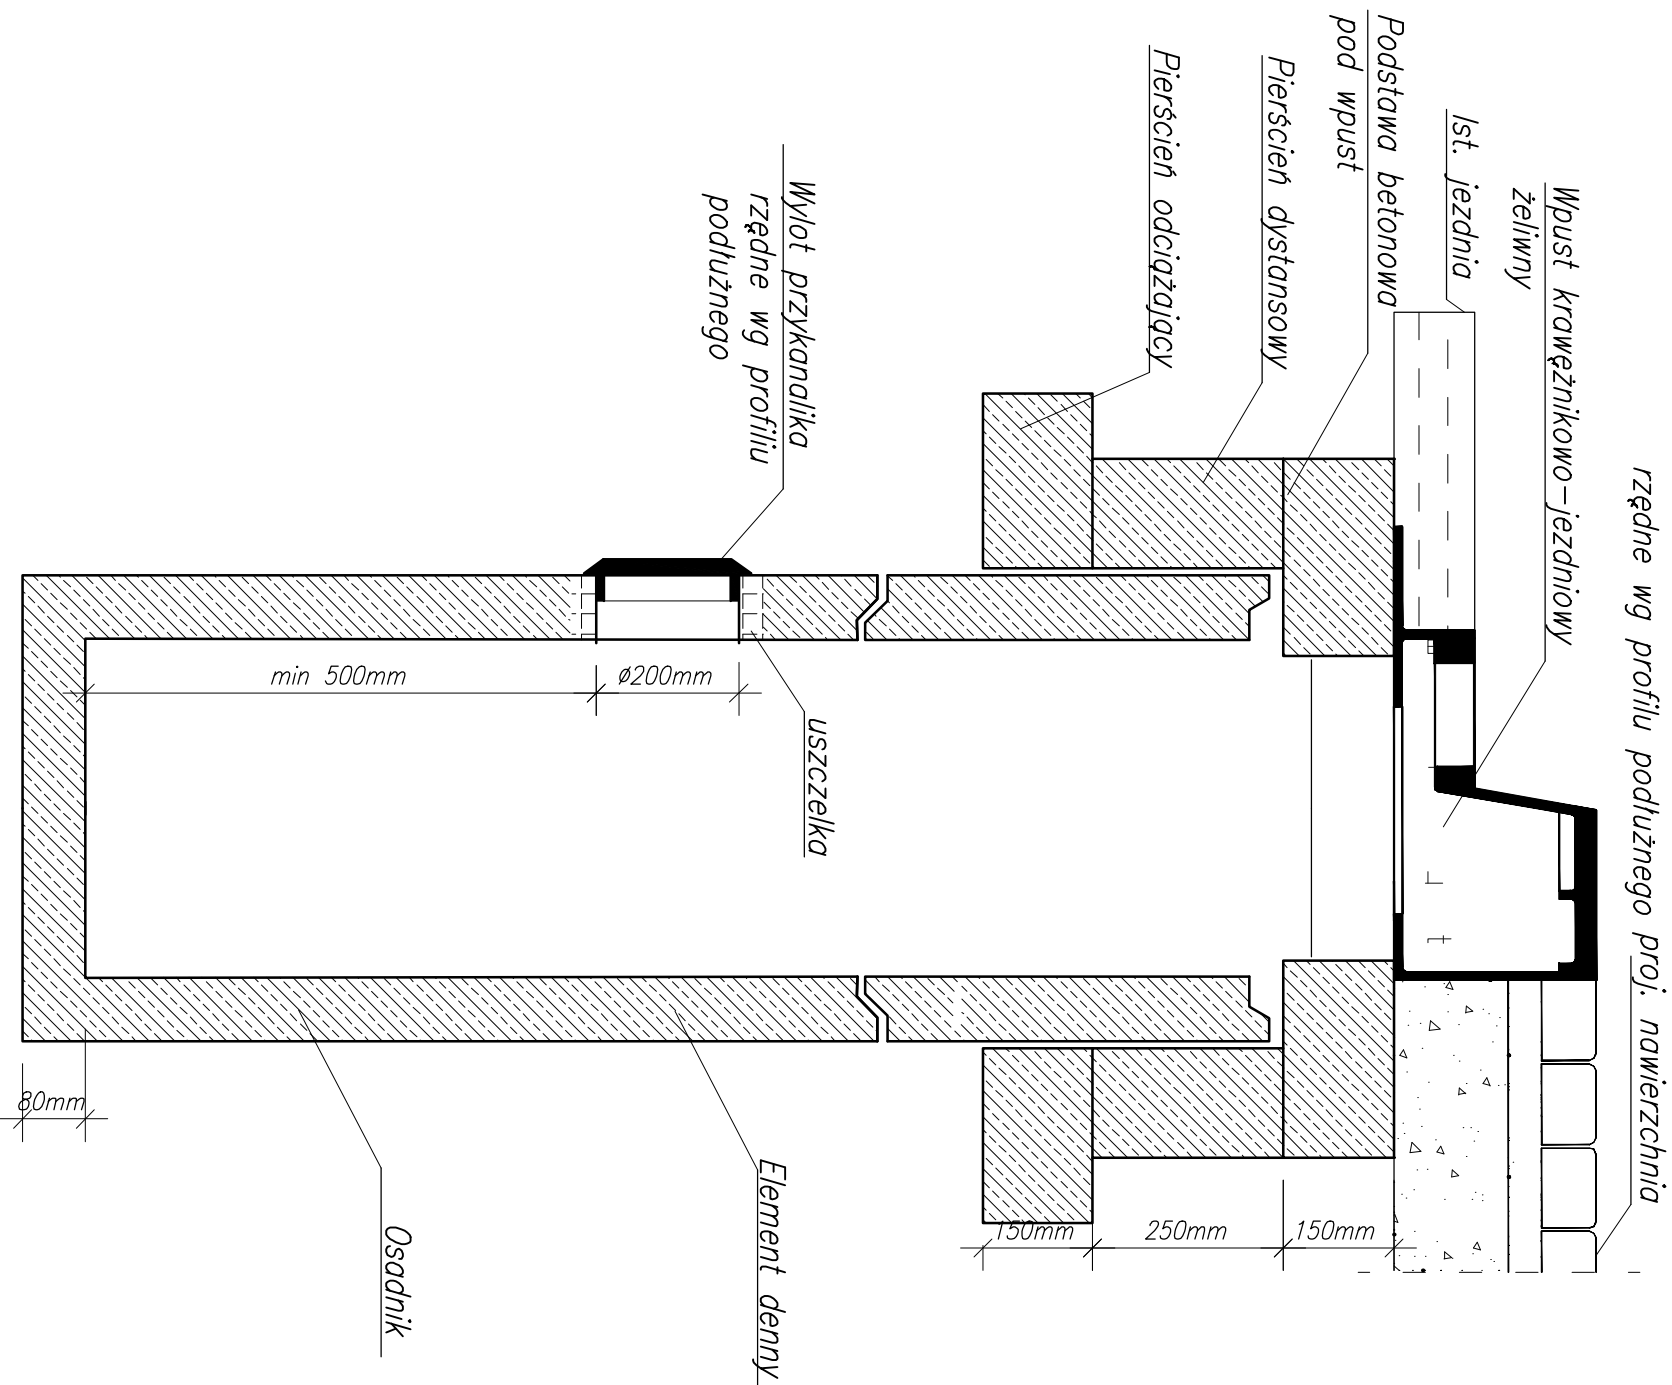 rzędne wg profilu podłużnego proj. nawierzchnia
Wpust krawężnikowo-jezdniowy
żeliwny
Ist. jezdnia
Podstawa betonowa
pod wpust
Pierścień dystansowy
Pierścień odciążający
Wylot przykanalika
rzędne wg profiliu
podłużnego
uszczelka
min 500mm
ø200mm
150mm
250mm
150mm
80mm
Element denny
Osadnik